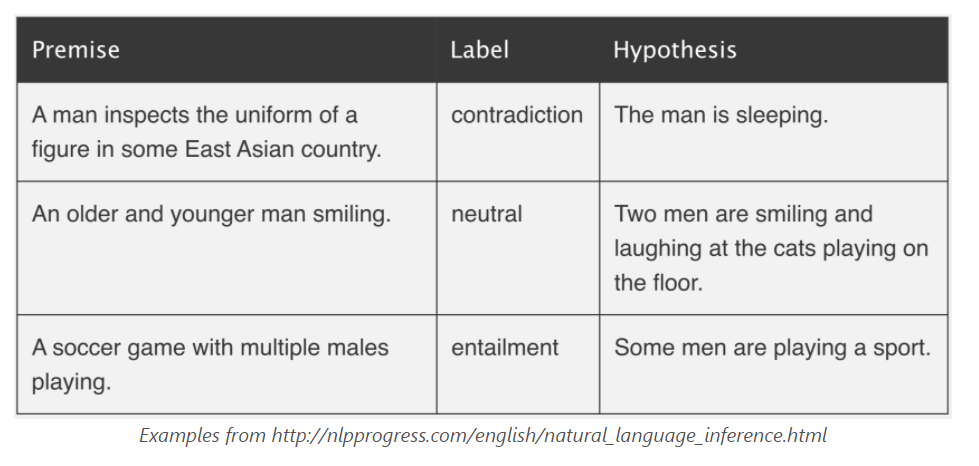 Premise Label Hypothesis
A man inspects the uniform of a contradiction The man is sleeping.
figure in some East Asian country.
An older and younger man smiling. neutral Two men are smiling and
laughing at the cats playing on
the floor.
A soccer game with multiple males entailment Some men are playing a sport.
playing.
Examples from http://nlpprogress.com/english/natural_language_inference.html